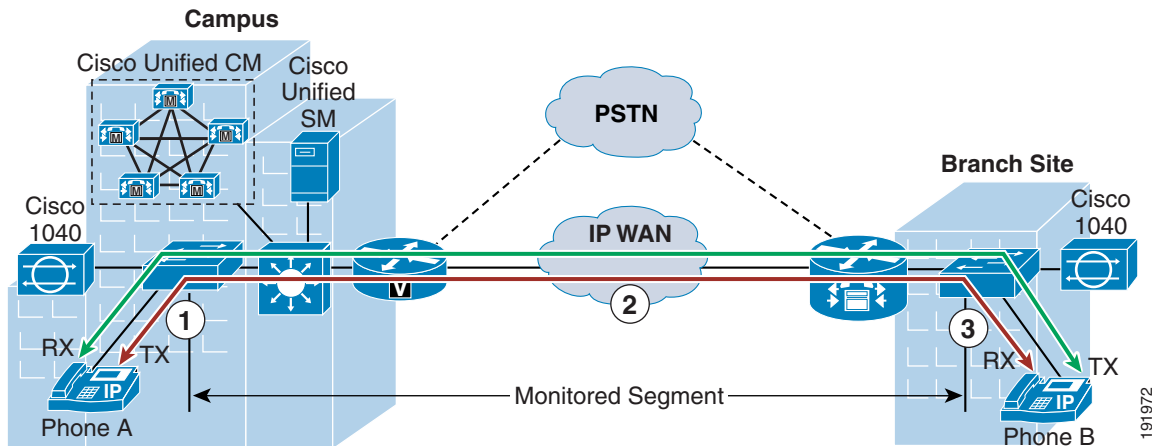 Campus
Cisco Unified CM
M
M
M
M
M
Cisco
Unified
SM
PSTN
Branch Site
Cisco
1040
Cisco
1040
IP WAN
V
1
2
3
RX
TX
RX
TX
IP
IP
Monitored Segment
Phone A
Phone B
191972